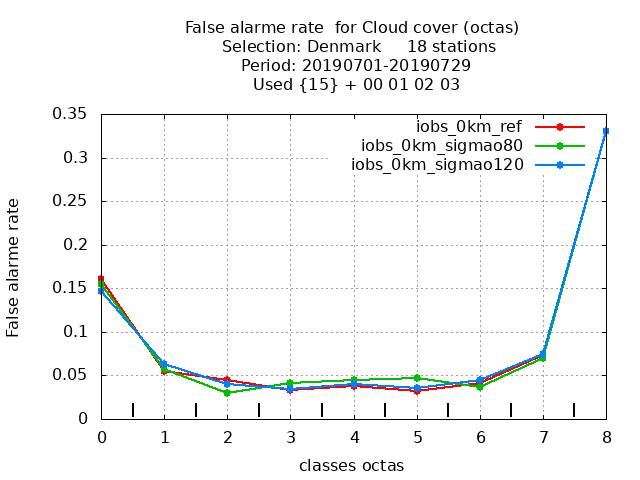 False alarme rate  for Cloud cover (octas)
Selection: Denmark     18 stations
Period: 20190701-20190729
Used {15} + 00 01 02 03
iobs_0km_ref
iobs_0km_sigmao80
iobs_0km_sigmao120
False alarme rate
0.35
0.3
0.25
0.2
0.15
0.1
0.05
0
0 1 2 3 4 5 6 7 8
classes octas